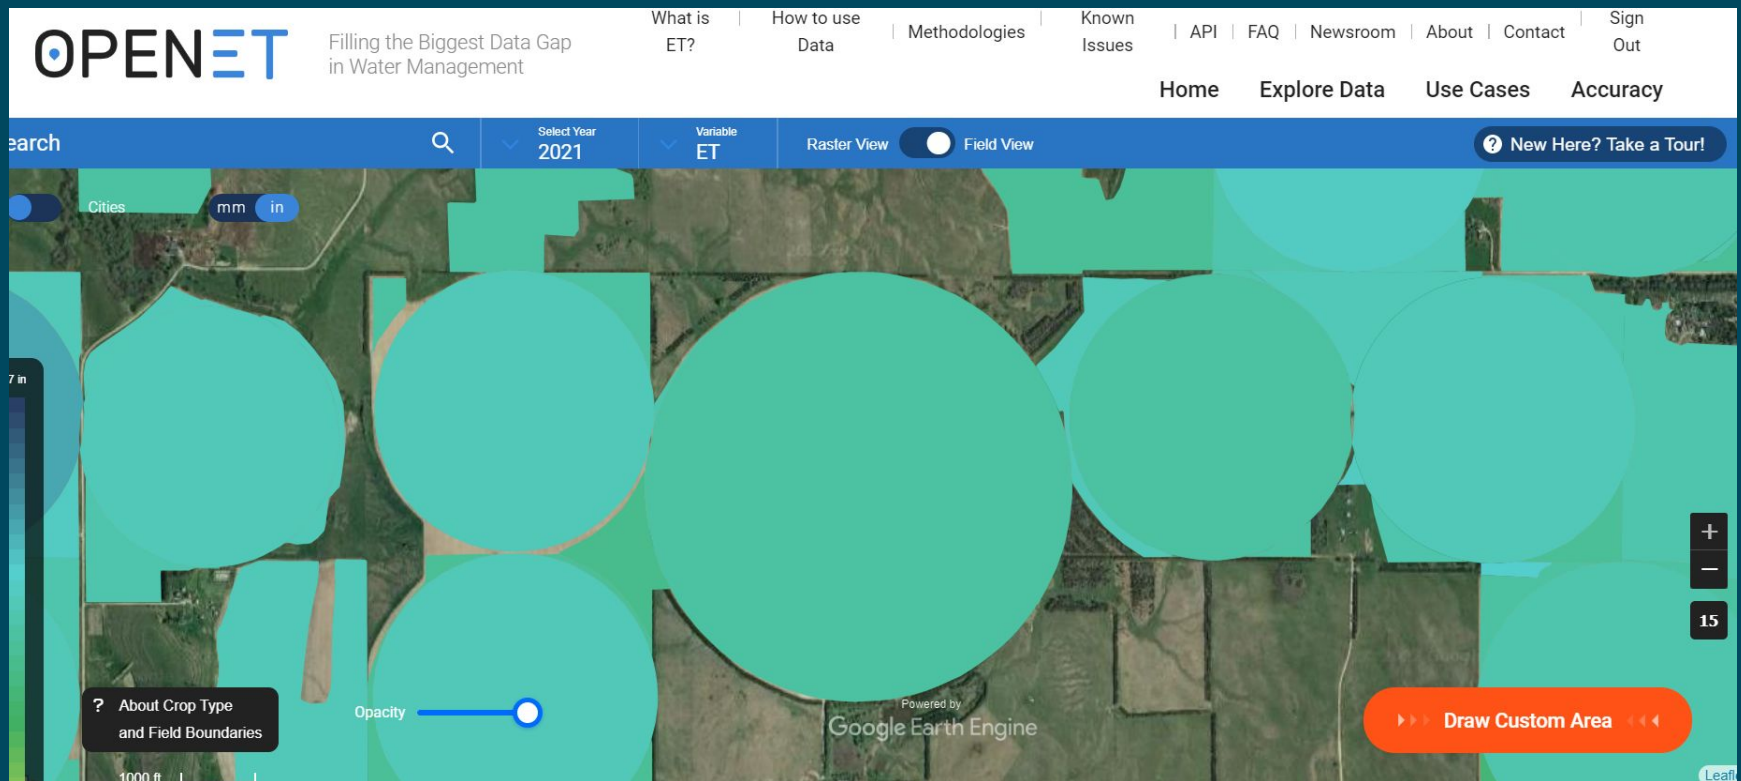 OPENET
Filling the Biggest Data Gap
in Water Management
What is
ET?
How to use
Data
Methodologies
Known
Issues
API
FAQ
Newsroom
About
Contact
Sign
Out
Home
Explore Data
Use Cases
Accuracy
earch
Select Year
2021
Variable
ET
Raster View
Field View
? New Here? Take a Tour!
Cities
mm in
7 in
+
−
15
? About Crop Type
and Field Boundaries
Opacity
Powered by
Google Earth Engine
Draw Custom Area
1000 ft
Leafle